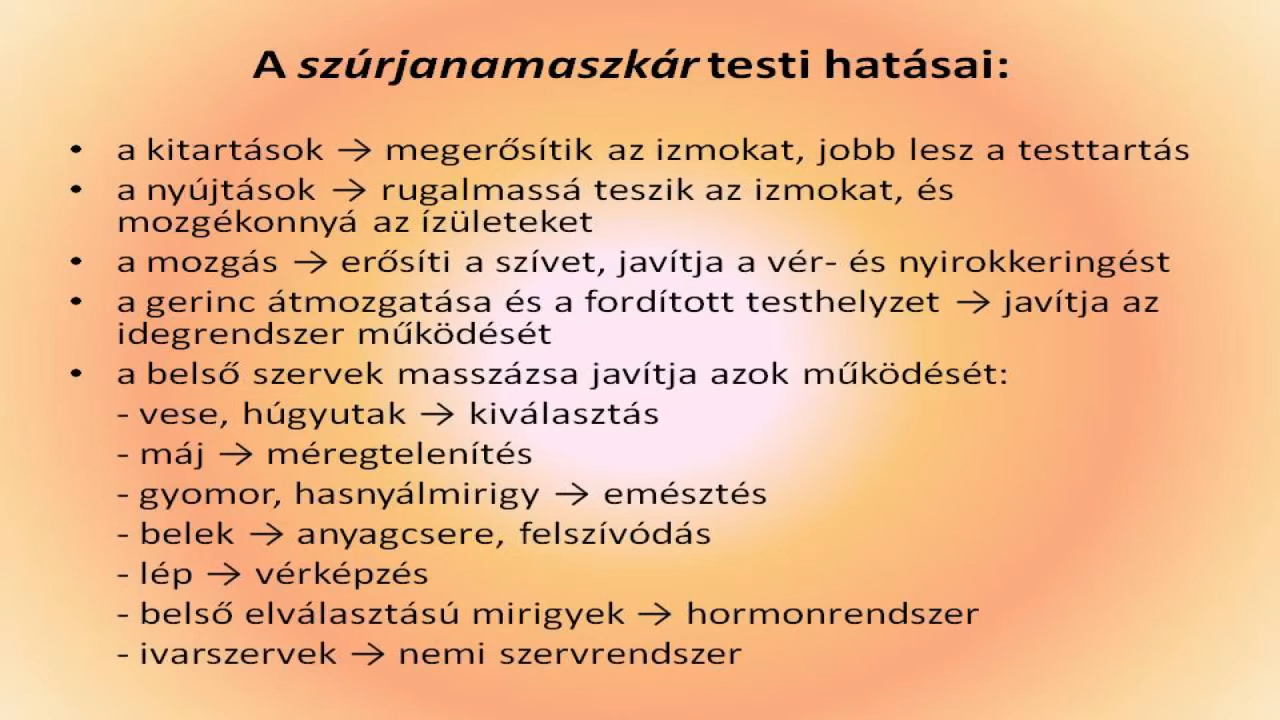 A szúrjanamaszkár testi hatásai:
• a kitartások → megerősítik az izmokat, jobb lesz a testtartás
• a nyújtások → rugalmassá teszik az izmokat, és
mozgékonnyá az ízületeket
• a mozgás → erősíti a szívet, javítja a vér- és nyirokkeringést
• a gerinc átmozgatása és a fordított testhelyzet → javítja az
idegrendszer működését
• a belső szervek masszázsa javítja azok működését:
- vese, húgyutak → kiválasztás
- máj → méregtelenítés
- gyomor, hasnyálmirigy → emésztés
- belek → anyagcsere, felszívódás
- lép → vérképzés
- belső elválasztású mirigyek → hormonrendszer
- ivarszervek → nemi szervrendszer